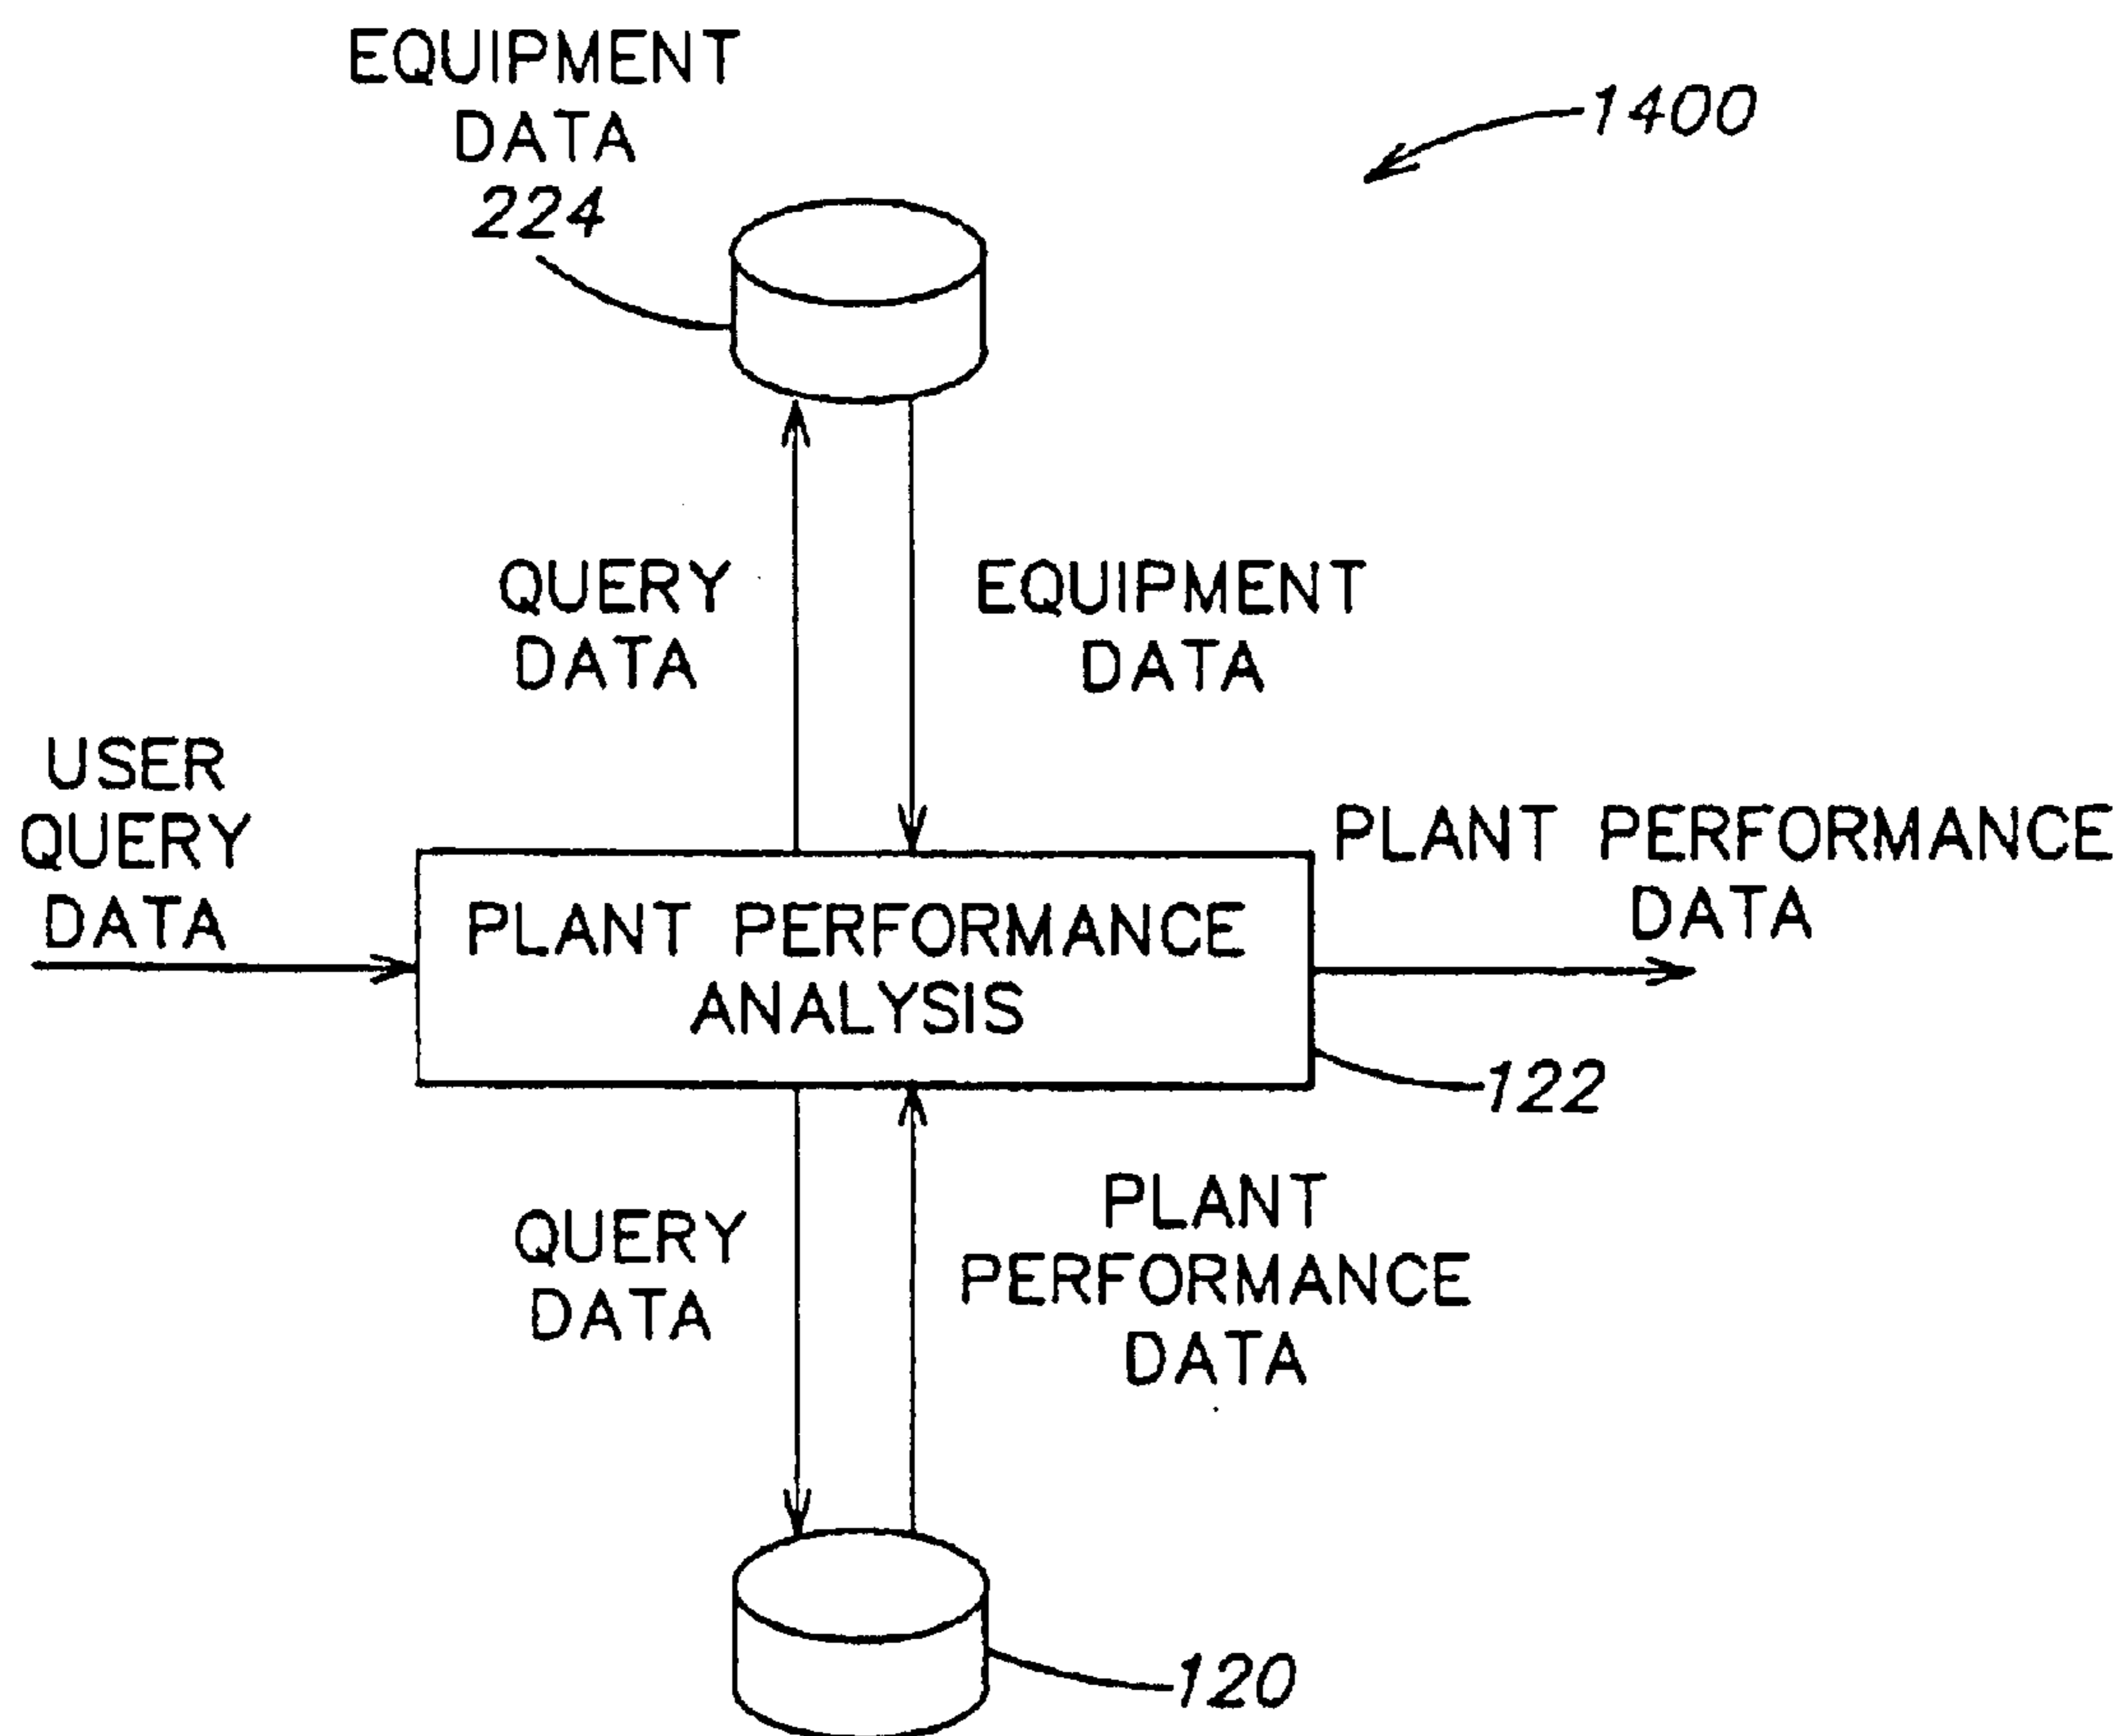 EQUIPMENT
DATA
224
1400
QUERY
DATA
EQUIPMENT
DATA
USER
QUERY
DATA
PLANT PERFORMANCE
DATA
PLANT PERFORMANCE
ANALYSIS
122
QUERY
DATA
PLANT
PERFORMANCE
DATA
120